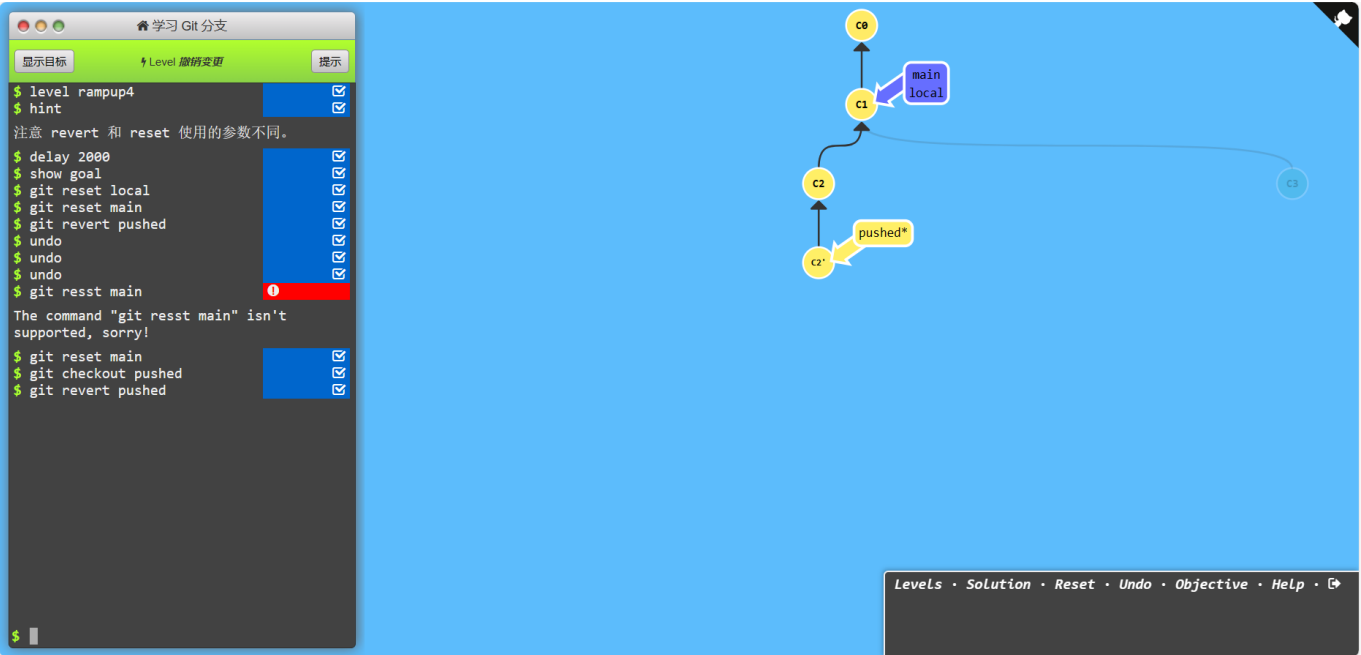 学习 Git 分支
显示目标
Level 撤销变更
提示
$ level rampup4
$ hint
注意 revert 和 reset 使用的参数不同。
$ delay 2000
$ show goal
$ git reset local
$ git reset main
$ git revert pushed
$ undo
$ undo
$ undo
$ git resst main
The command "git resst main" isn't
supported, sorry!
$ git reset main
$ git checkout pushed
$ git revert pushed
$
C0
main
local
C1
C2
C3
pushed*
C2'
Levels · Solution · Reset · Undo · Objective · Help ·